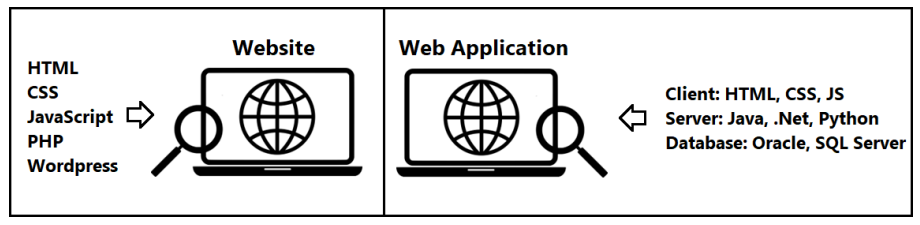 Website
HTML
CSS
JavaScript
PHP
Wordpress
Web Application
Client: HTML, CSS, JS
Server: Java, .Net, Python
Database: Oracle, SQL Server